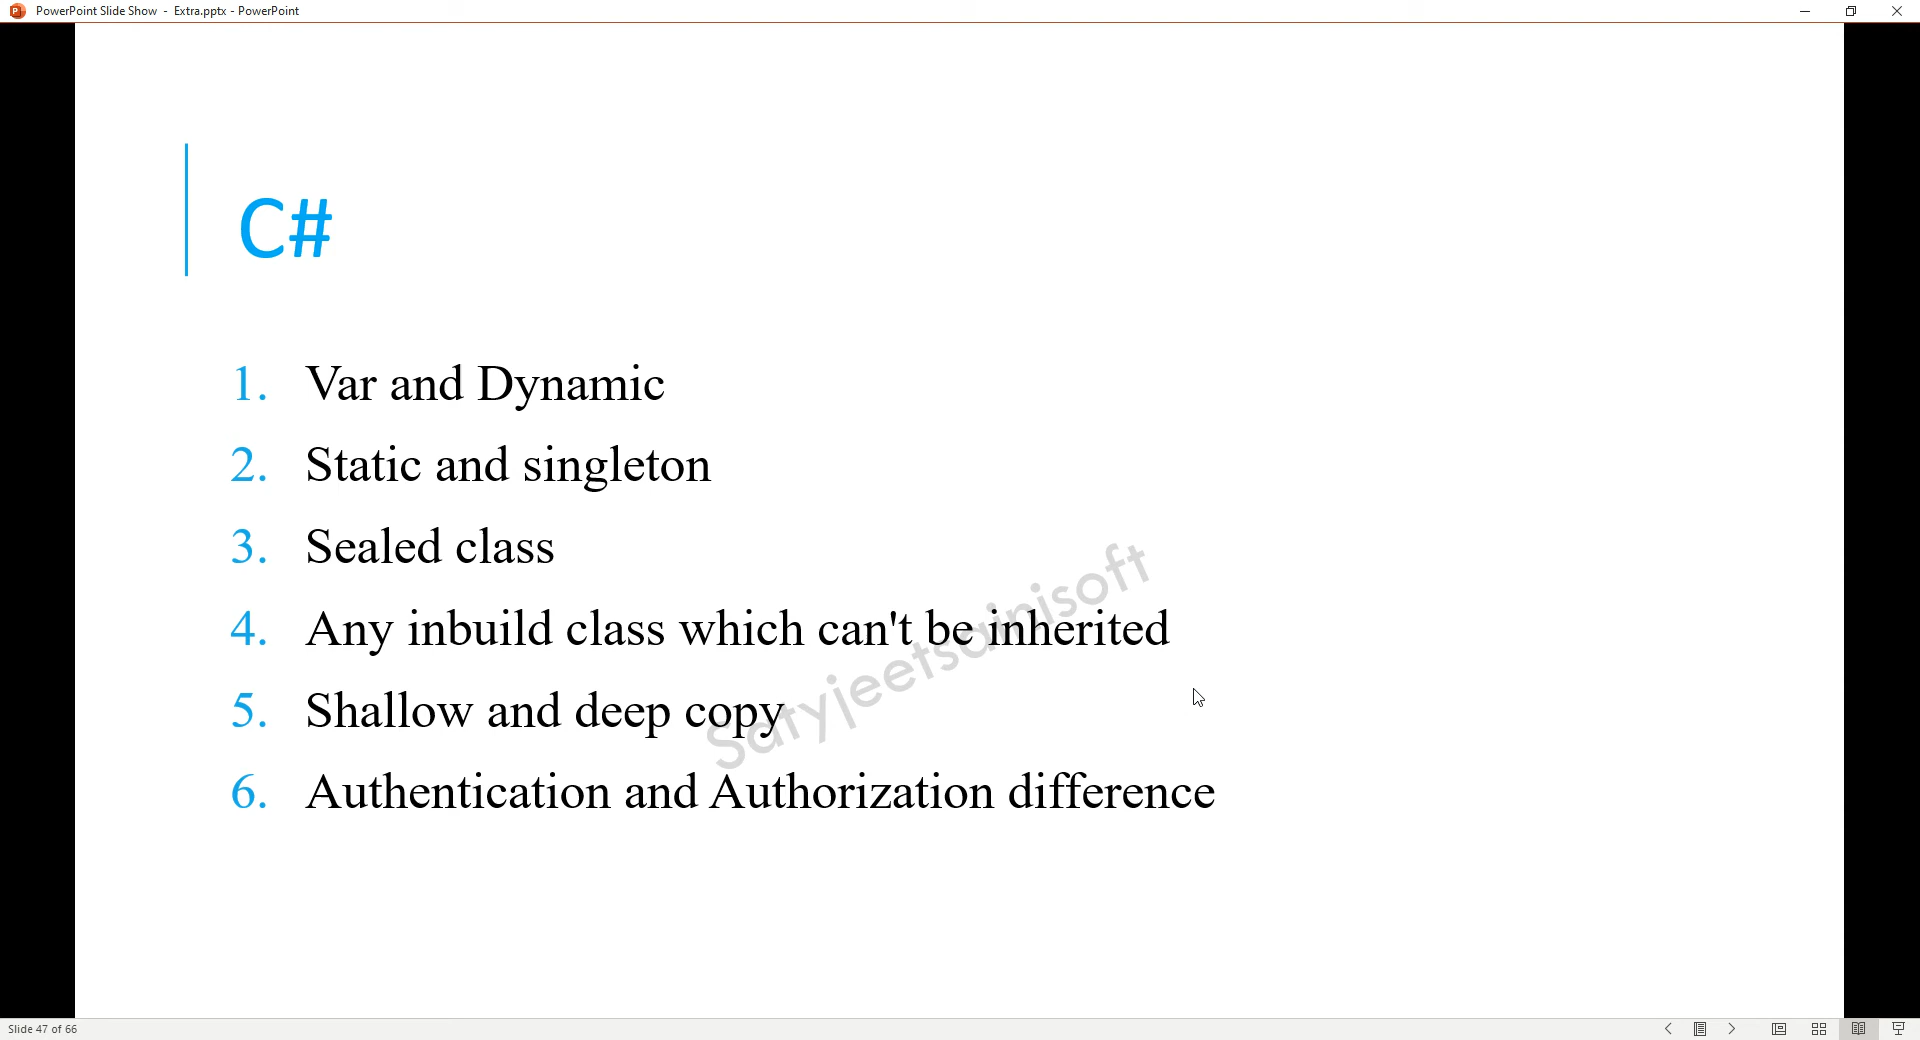 PowerPoint Slide Show - Extra.pptx - PowerPoint
C#
1. Var and Dynamic
2. Static and singleton
3. Sealed class
4. Any inbuild class which can't be inherited
5. Shallow and deep copy
6. Authentication and Authorization difference
Satyjeetsainisoft
Slide 47 of 66